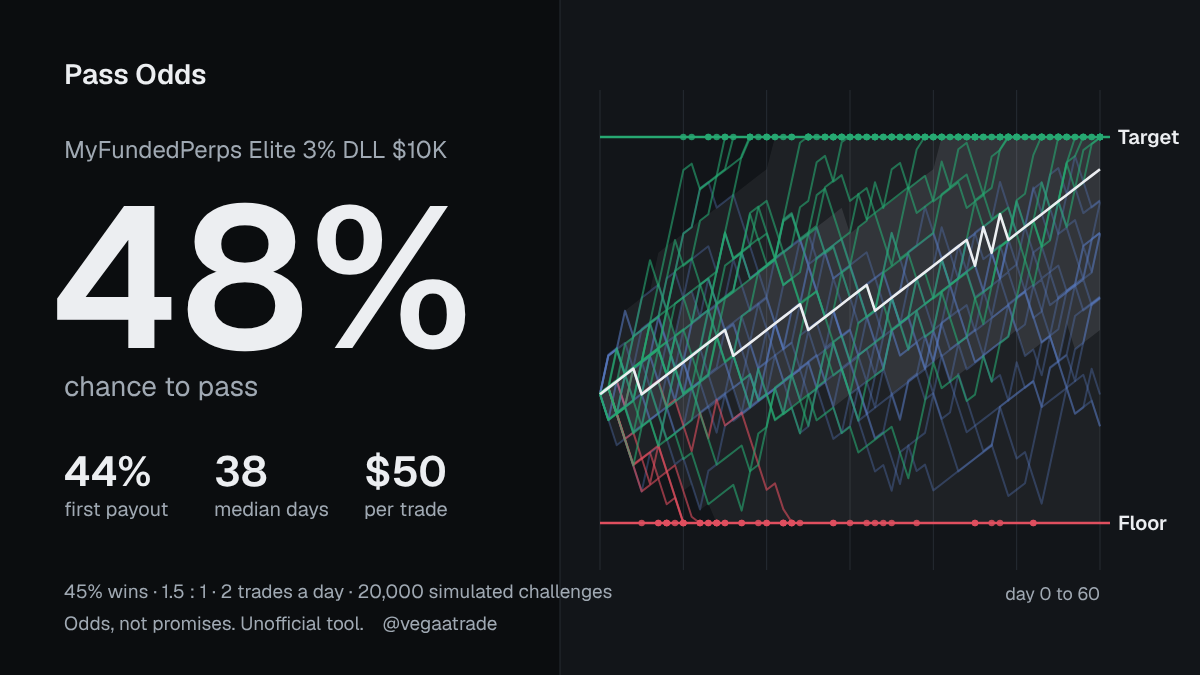 Pass Odds
MyFundedPerps Elite 3% DLL $10K
48%
chance to pass
44%
first payout
38
median days
$50
per trade
45% wins · 1.5 : 1 · 2 trades a day · 20,000 simulated challenges
Odds, not promises. Unofficial tool. @vegaatrade
Target
Floor
day 0 to 60